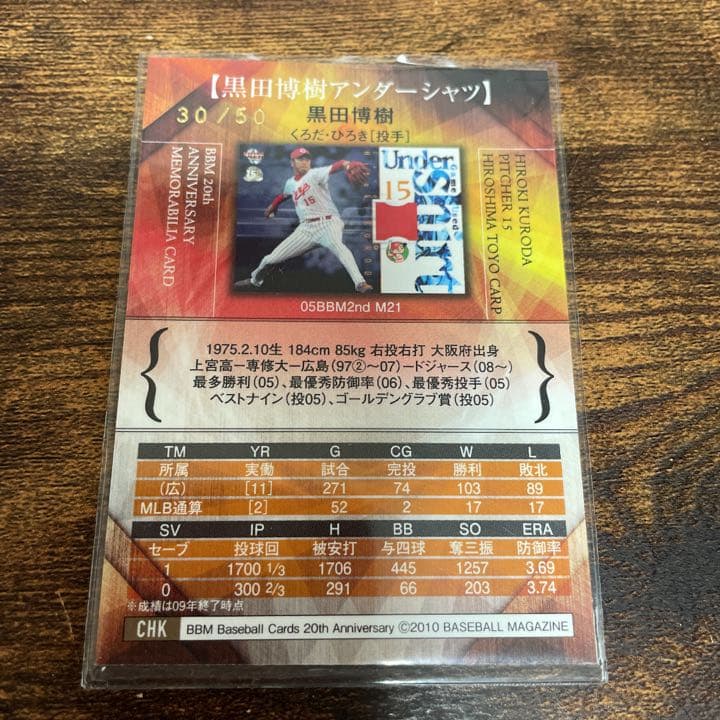 【黒田博樹アンダーシャツ】
30/50
黒田博樹
くろだ・ひろき[投手]
BBM 20th
ANNIVERSARY
MEMORABILIA CARD
Under
Shirt
15
15
HIROKI KURODA
PITCHER 15
HIROSHIMA TOYO CARP
05BBM2nd M21
1975.2.10生 184cm 85kg 右投右打 大阪府出身
上宮高ー専修大ー広島(97②〜07)ードジャース(08〜)
最多勝利(05)、最優秀防御率(06)、最優秀投手(05)
ベストナイン(投05)、ゴールデングラブ賞(投05)
TM YR G CG W L
所属 実働 試合 完投 勝利 敗北
(広) [11] 271 74 103 89
MLB通算 [2] 52 2 17 17
SV IP H BB SO ERA
セーブ 投球回 被安打 与四球 奪三振 防御率
1 1700 1/3 1706 445 1257 3.69
0 300 2/3 291 66 203 3.74
※成績は09年終了時点
CHK BBM Baseball Cards 20th Anniversary ©2010 BASEBALL MAGAZINE